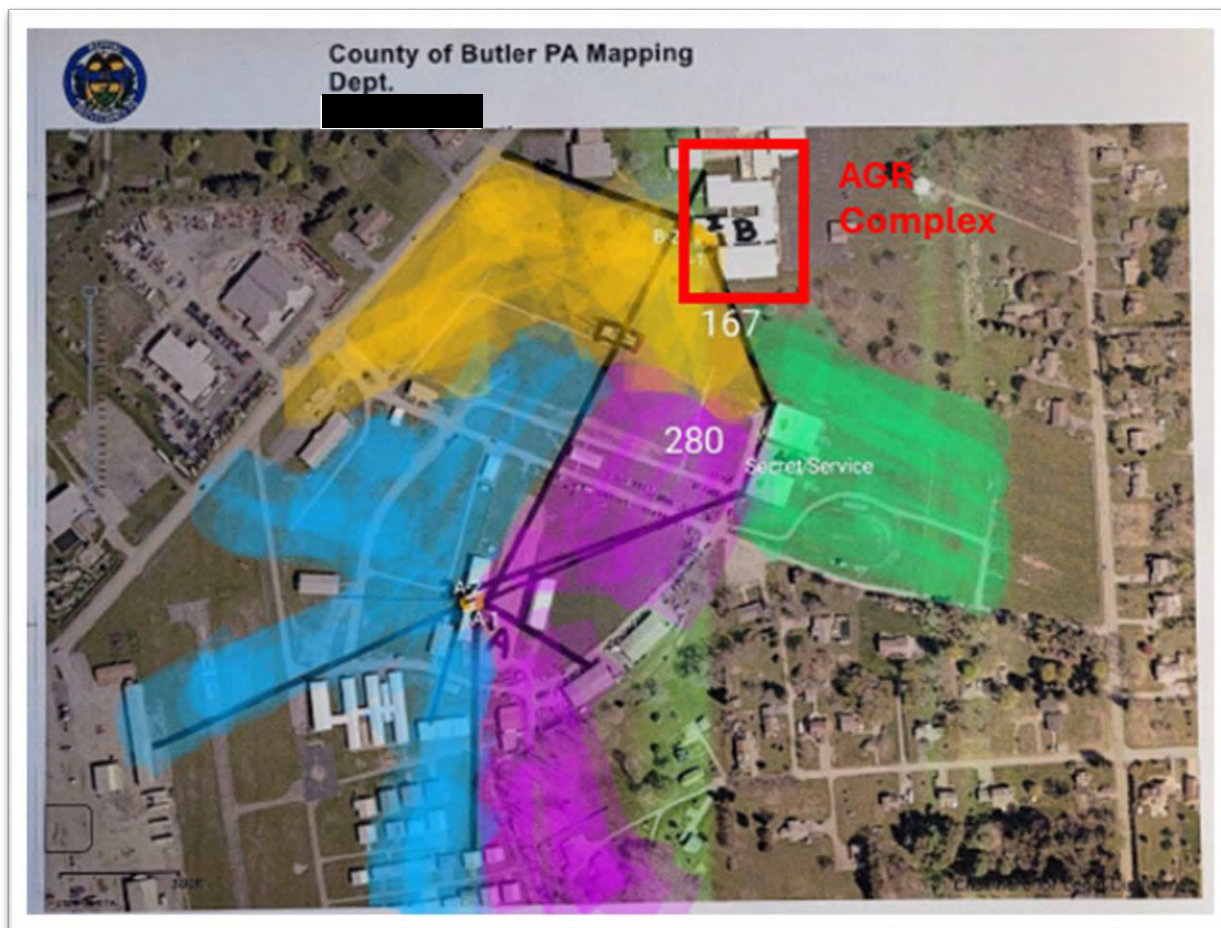 County of Butler PA Mapping
Dept.
AGR
Complex
B
167
280
Secret Service
A